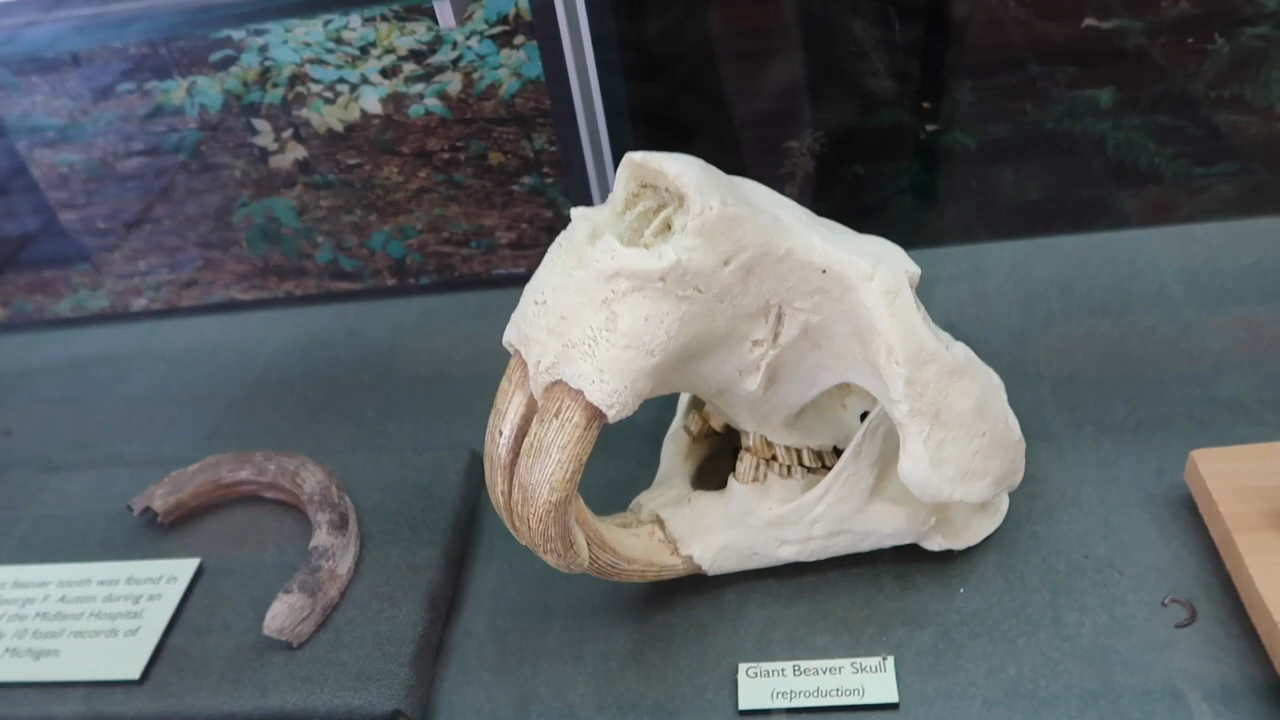 beaver tooth was found in
George F. Austin during an
the Midland Hospital.
10 fossil records of
Michigan.
Giant Beaver Skull
(reproduction)